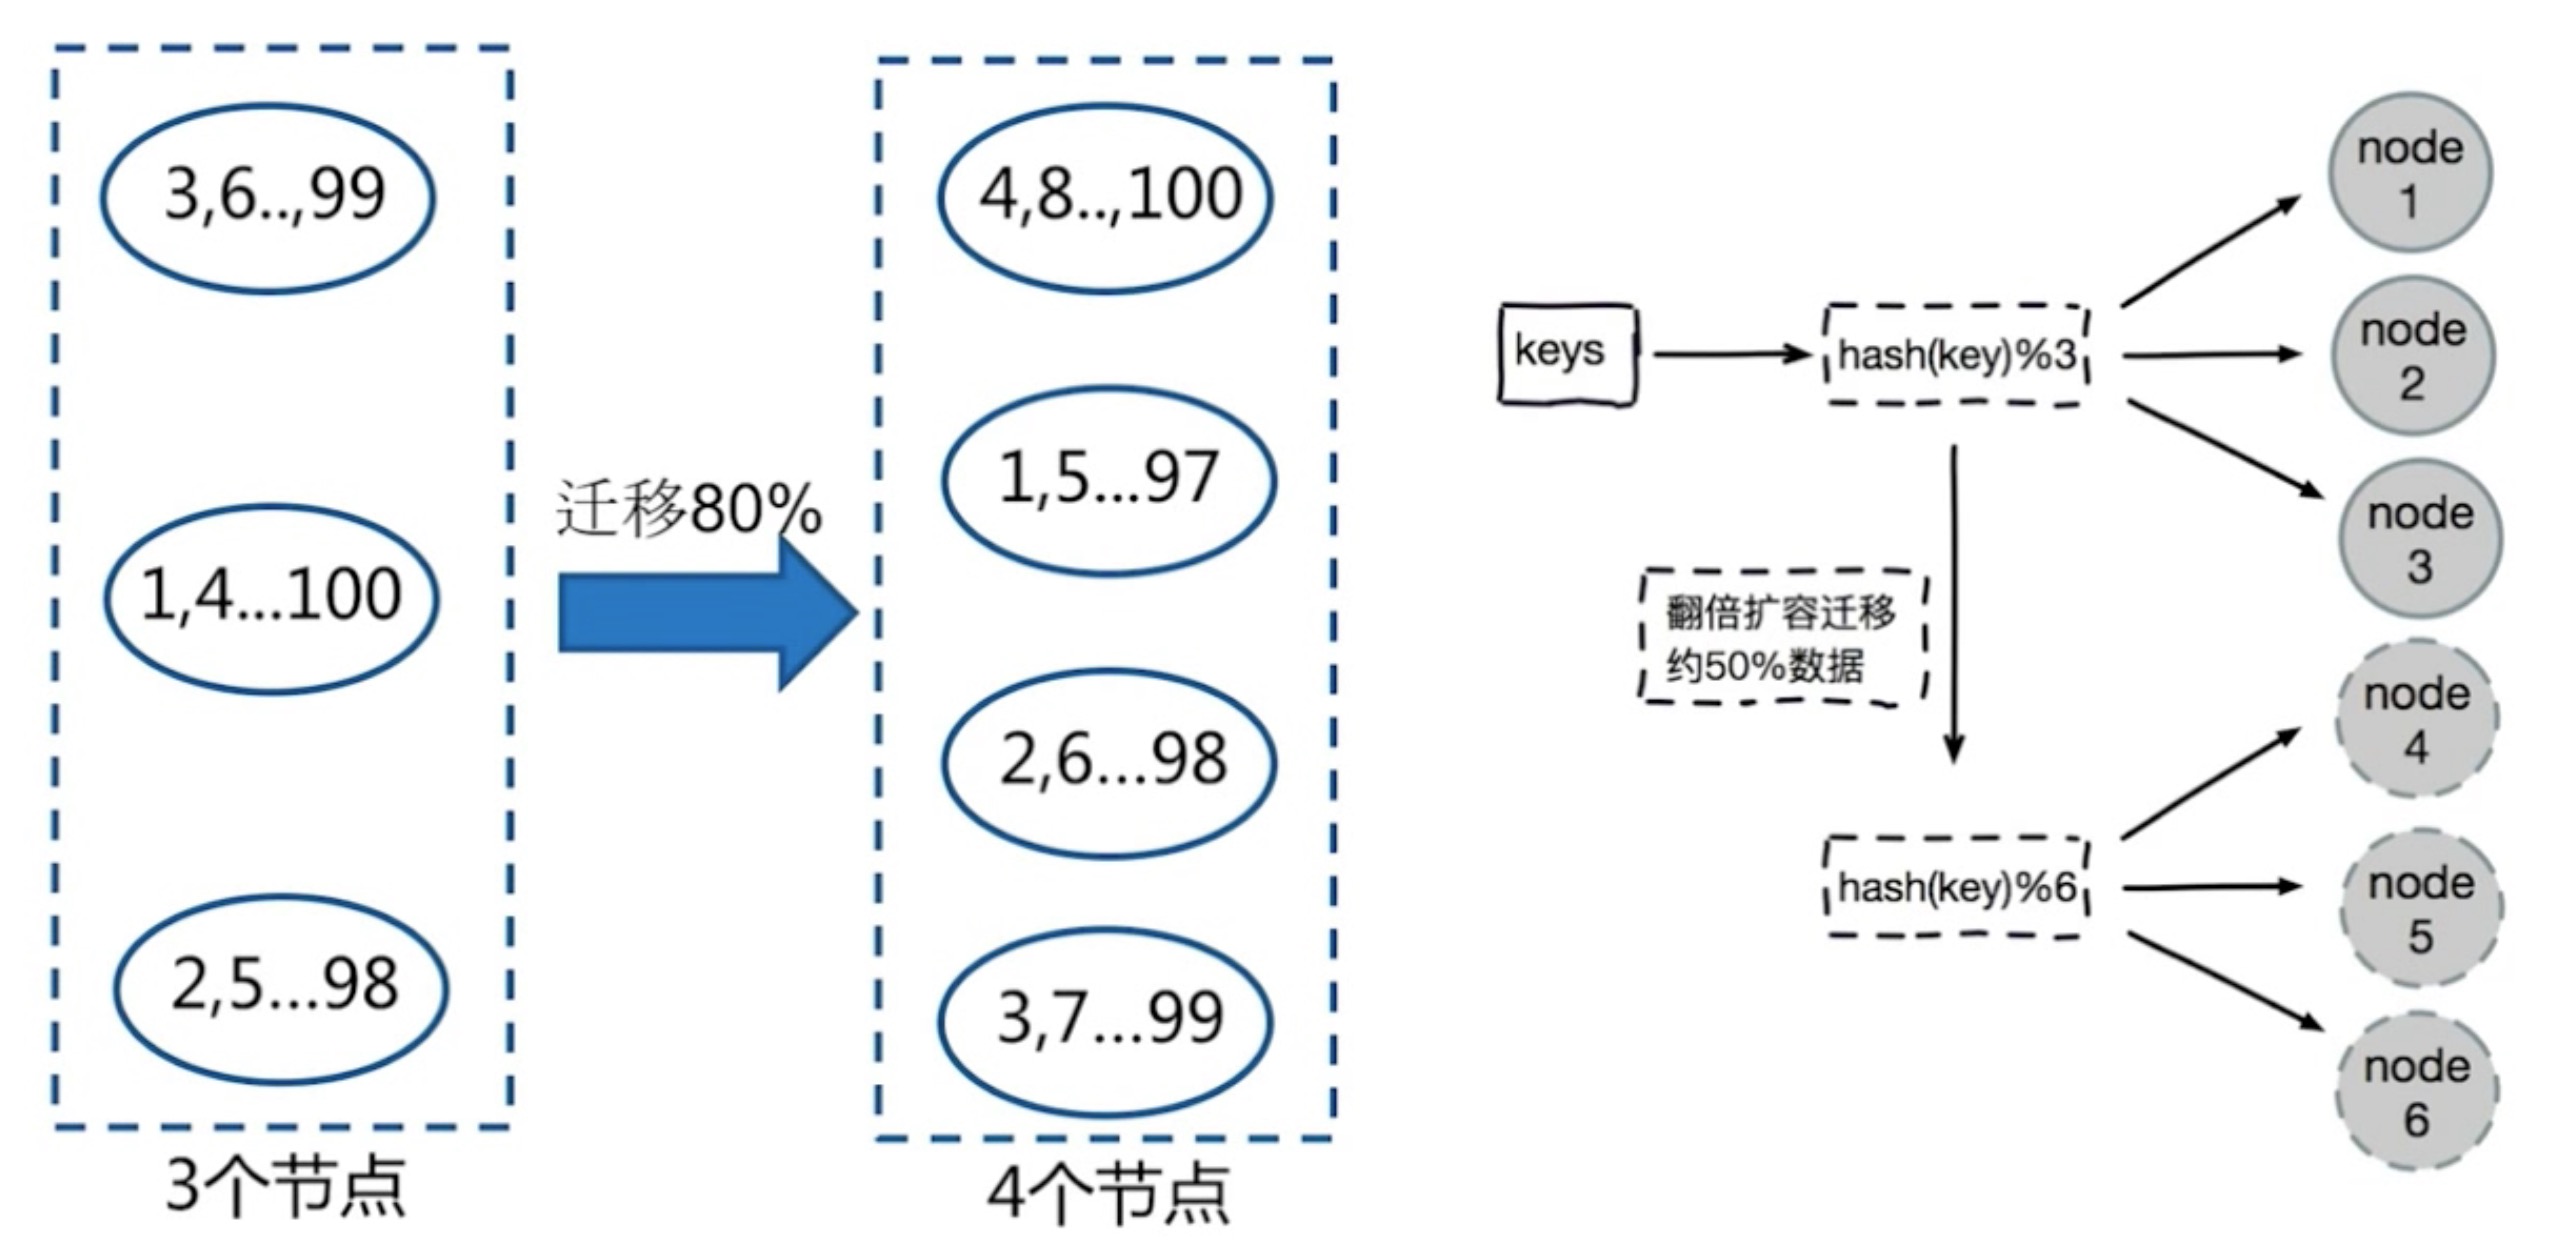 3,6..,99
1,4...100
2,5...98
3个节点
迁移80%
4,8..,100
1,5...97
2,6...98
3,7...99
4个节点
keys
hash(key)%3
翻倍扩容迁移
约50%数据
hash(key)%6
node
1
node
2
node
3
node
4
node
5
node
6